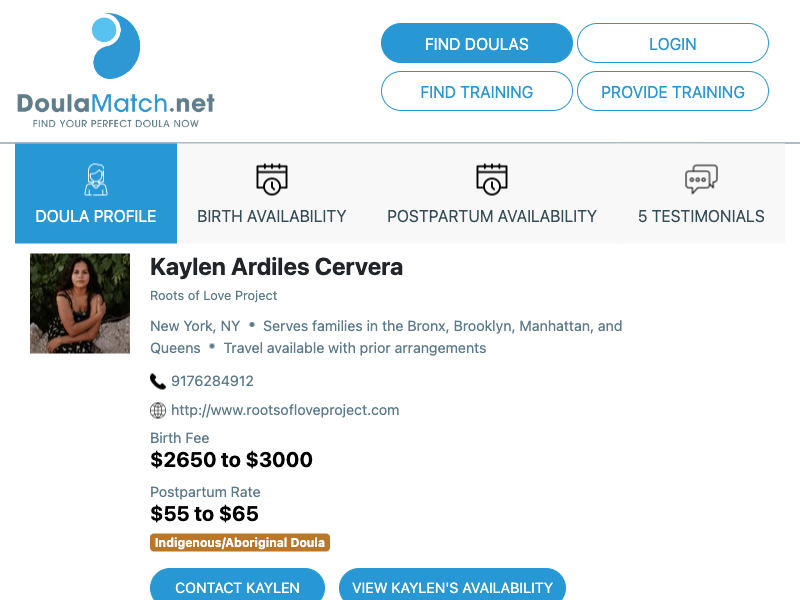 DoulaMatch.net
FIND YOUR PERFECT DOULA NOW
FIND DOULAS
LOGIN
FIND TRAINING
PROVIDE TRAINING
DOULA PROFILE
BIRTH AVAILABILITY
POSTPARTUM AVAILABILITY
5 TESTIMONIALS
Kaylen Ardiles Cervera
Roots of Love Project
New York, NY • Serves families in the Bronx, Brooklyn, Manhattan, and
Queens • Travel available with prior arrangements
9176284912
http://www.rootsofloveproject.com
Birth Fee
$2650 to $3000
Postpartum Rate
$55 to $65
Indigenous/Aboriginal Doula
CONTACT KAYLEN
VIEW KAYLEN'S AVAILABILITY